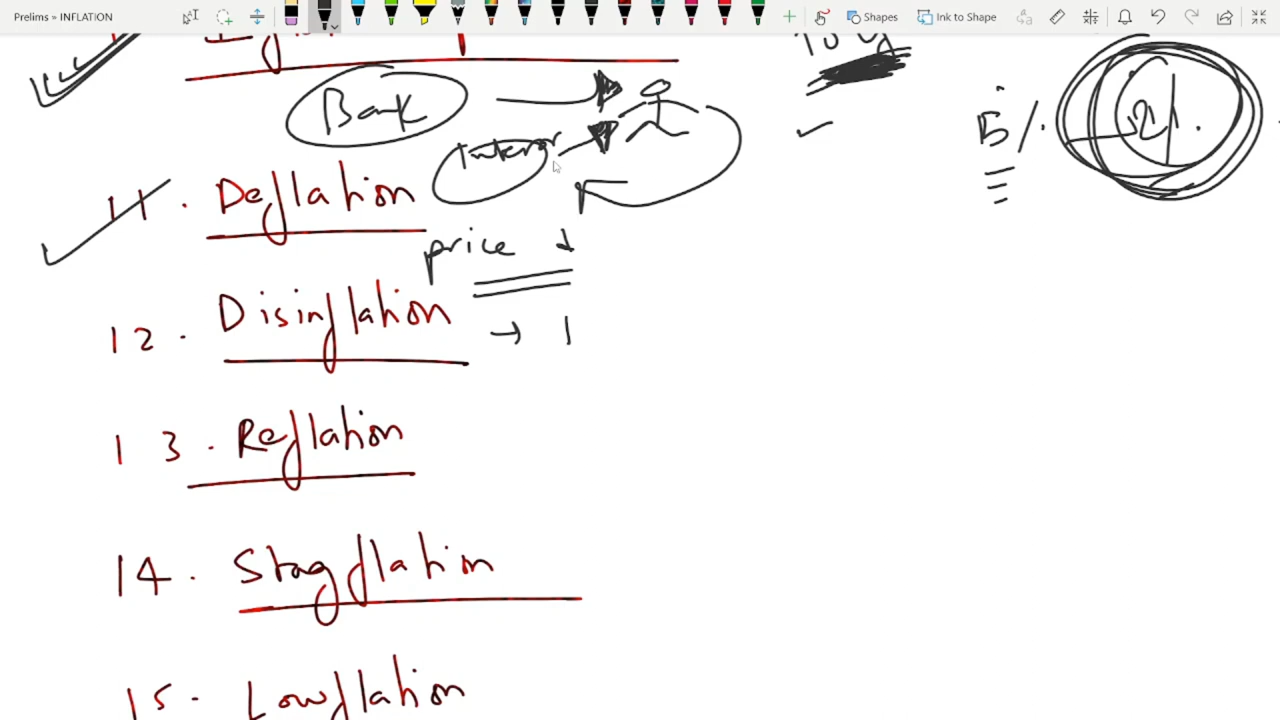 Prelims » INFLATION
Shapes
Ink to Shape
Bank
5%.
2%.
11. Deflation
price ↓
12. Disinflation → 1
13. Reflation
14. Stagflation
15. Lowflation